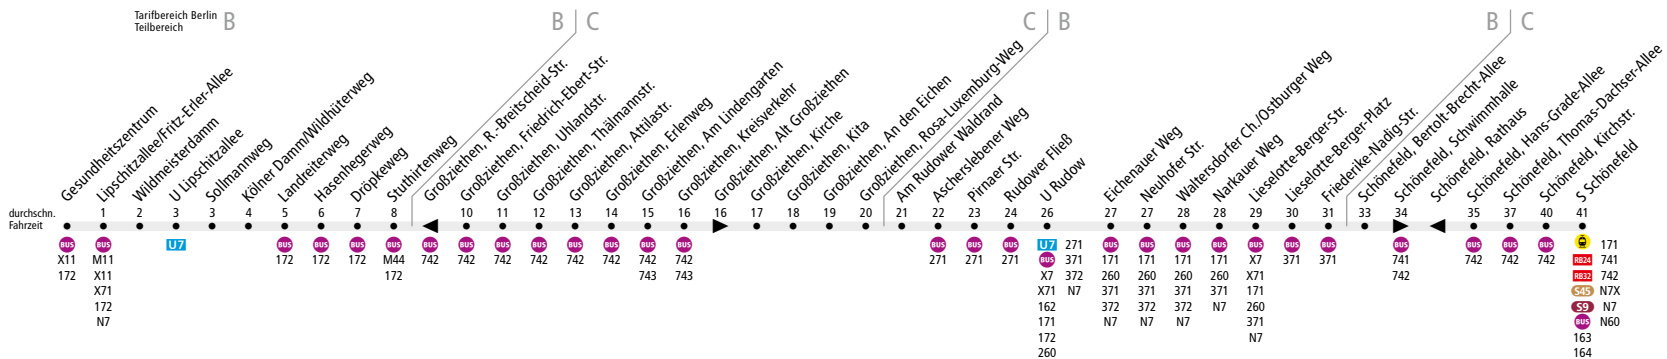 Tarifbereich Berlin
Teilbereich
B
B
C
C
B
B
C
Gesundheitszentrum
Lipschitzallee/Fritz-Erler-Allee
Wildmeisterdamm
U Lipschitzallee
Sollmannweg
Kölner Damm/Wildhüterweg
Landreiterweg
Hasenhegerweg
Dröpkeweg
Stuthirtenweg
Großziethen, R.-Breitscheid-Str.
Großziethen, Friedrich-Ebert-Str.
Großziethen, Uhlandstr.
Großziethen, Thälmannstr.
Großziethen, Attilastr.
Großziethen, Erlenweg
Großziethen, Am Lindengarten
Großziethen, Kreisverkehr
Großziethen, Alt Großziethen
Großziethen, Kirche
Großziethen, Kita
Großziethen, An den Eichen
Großziethen, Rosa-Luxemburg-Weg
Am Rudower Waldrand
Ascherslebener Weg
Pirnaer Str.
Rudower Fließ
U Rudow
Eichenauer Weg
Neuhofer Str.
Waltersdorfer Ch./Ostburger Weg
Narkauer Weg
Lieselotte-Berger-Str.
Lieselotte-Berger-Platz
Friederike-Nadig-Str.
Schönefeld, Bertolt-Brecht-Allee
Schönefeld, Schwimmhalle
Schönefeld, Rathaus
Schönefeld, Hans-Grade-Allee
Schönefeld, Thomas-Dachser-Allee
Schönefeld, Kirchstr.
S Schönefeld
durchschn. 1 2 3 3 4 5 6 7 8 10 11 12 13 14 15 16 16 17 18 19 20 21 22 23 24 26 27 27 28 28 29 30 31 33 34 35 37 40 41
Fahrzeit
BUS BUS U7 BUS BUS BUS BUS BUS BUS BUS BUS BUS BUS BUS BUS BUS BUS BUS U7 271 BUS BUS BUS BUS BUS BUS BUS BUS BUS BUS BUS 171
X11 M11 172 172 172 M44 742 742 742 742 742 742 742 742 271 271 271 BUS 371 171 171 171 171 X7 371 371 741 742 742 742 RB24 741
172 X11 172 743 743 X7 372 260 260 260 260 X71 742 RB32 742
X71 X71 N7 371 371 371 371 171 S45 N7X
172 162 372 372 372 N7 260 S9 N7
N7 171 N7 N7 N7 371 BUS N60
172 N7 163
260 164